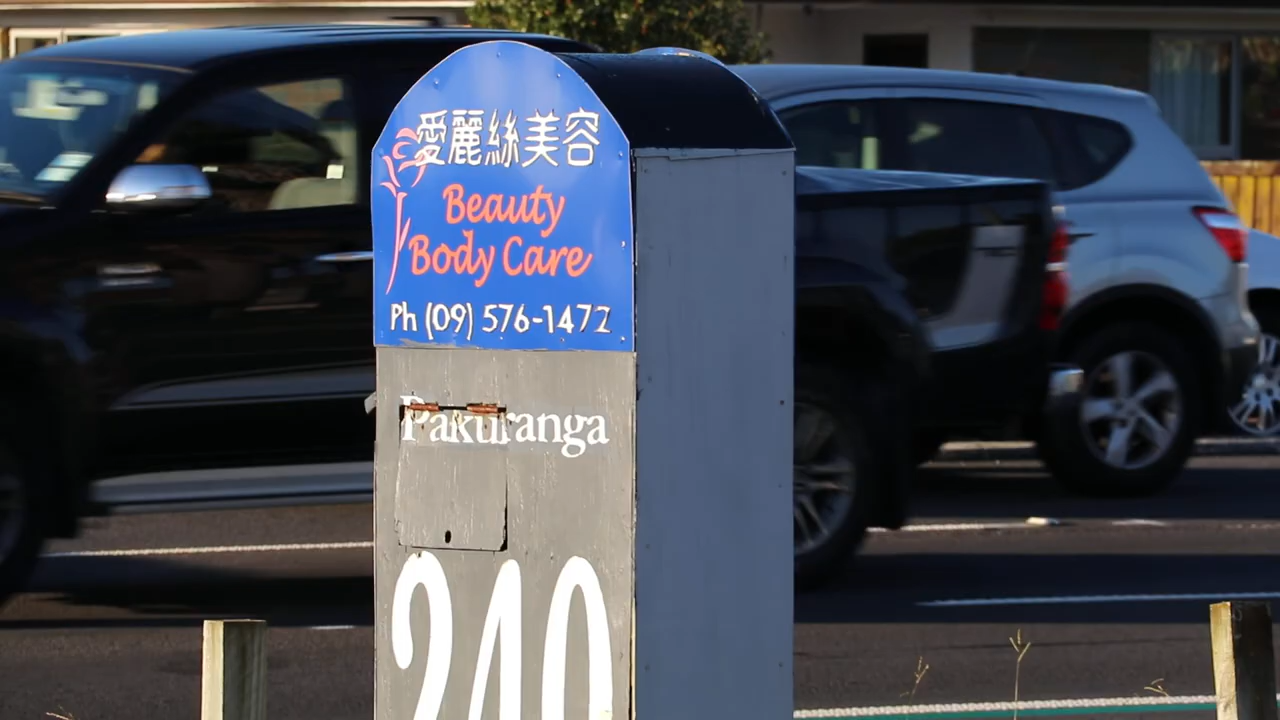 愛麗絲美容
Beauty
Body Care
Ph (09) 576-1472
Pakuranga
240